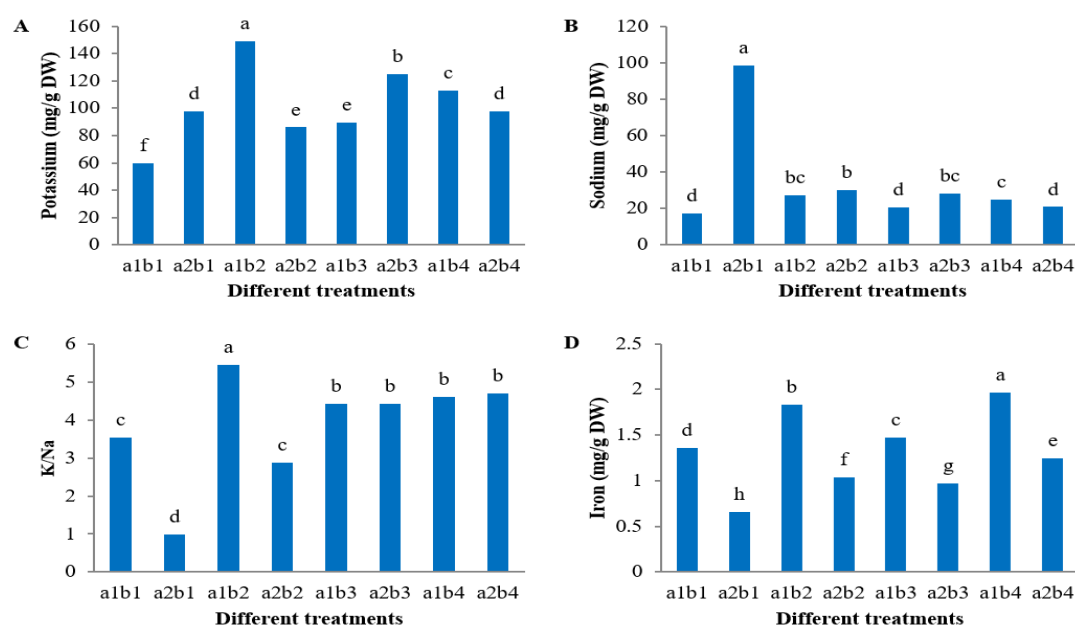 A
Potassium (mg/g DW)
160
140
120
100
80
60
40
20
0
f
d
a
e
e
b
c
d
a1b1 a2b1 a1b2 a2b2 a1b3 a2b3 a1b4 a2b4
Different treatments
B
Sodium (mg/g DW)
120
100
80
60
40
20
0
d
a
bc
b
d
bc
c
d
a1b1 a2b1 a1b2 a2b2 a1b3 a2b3 a1b4 a2b4
Different treatments
C
K/Na
6
5
4
3
2
1
0
c
d
a
c
b
b
b
b
a1b1 a2b1 a1b2 a2b2 a1b3 a2b3 a1b4 a2b4
Different treatments
D
Iron (mg/g DW)
2.5
2
1.5
1
0.5
0
d
h
b
f
c
g
a
e
a1b1 a2b1 a1b2 a2b2 a1b3 a2b3 a1b4 a2b4
Different treatments